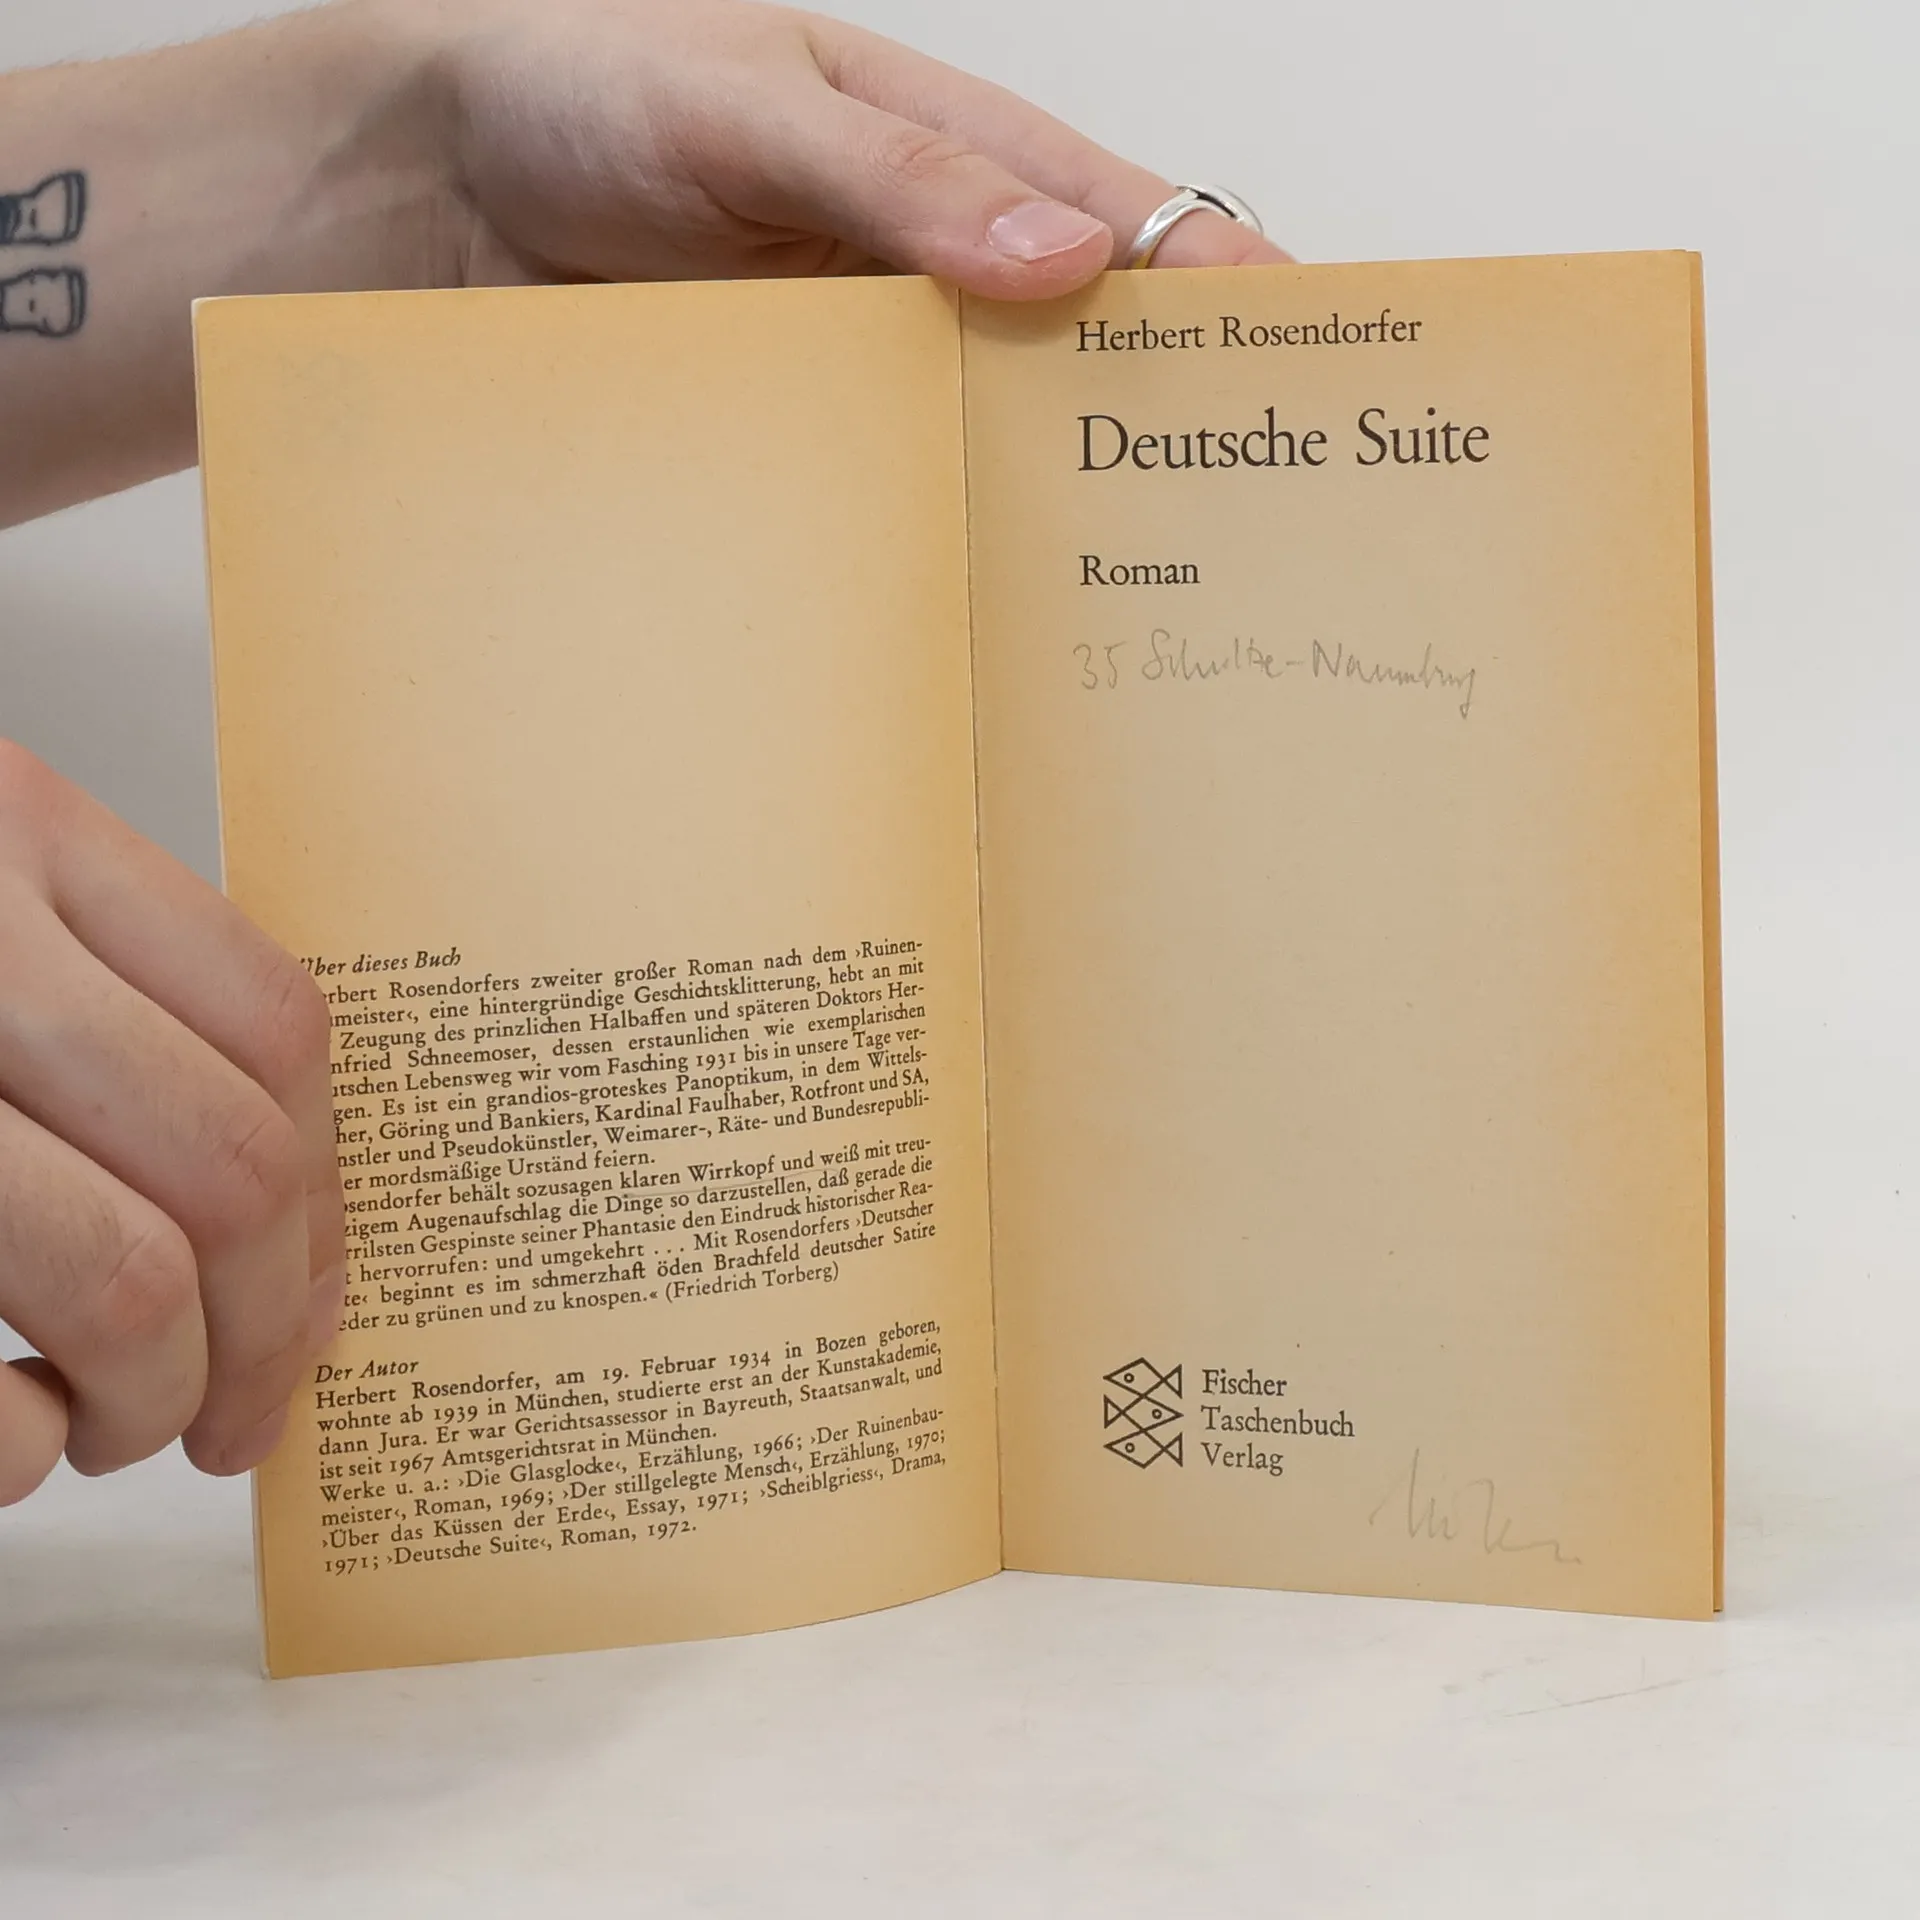 Über dieses Buch
rbert Rosendorfers zweiter großer Roman nach dem ›Ruinen-
meister‹, eine hintergründige Geschichtsklitterung, hebt an mit
Zeugung des prinzlichen Halbaffen und späteren Doktors Her-
nfried Schneemoser, dessen erstaunlichen wie exemplarischen
utschen Lebensweg wir vom Fasching 1931 bis in unsere Tage ver-
gen. Es ist ein grandios-groteskes Panoptikum, in dem Wittels-
her, Göring und Bankiers, Kardinal Faulhaber, Rotfront und SA,
nstler und Pseudokünstler, Weimarer-, Räte- und Bundesrepubli-
er mordsmäßige Urständ feiern.
osendorfer behält sozusagen klaren Wirrkopf und weiß mit treu-
zigem Augenaufschlag die Dinge so darzustellen, daß gerade die
rrilsten Gespinste seiner Phantasie den Eindruck historischer Rea-
t hervorrufen: und umgekehrt . . . Mit Rosendorfers ›Deutscher
te‹ beginnt es im schmerzhaft öden Brachfeld deutscher Satire
eder zu grünen und zu knospen.« (Friedrich Torberg)
Der Autor
Herbert Rosendorfer, am 19. Februar 1934 in Bozen geboren,
wohnte ab 1939 in München, studierte erst an der Kunstakademie,
dann Jura. Er war Gerichtsassessor in Bayreuth, Staatsanwalt, und
ist seit 1967 Amtsgerichtsrat in München.
Werke u. a.: ›Die Glasglocke‹, Erzählung, 1966; ›Der Ruinenbau-
meister‹, Roman, 1969; ›Der stillgelegte Mensch‹, Erzählung, 1970;
›Über das Küssen der Erde‹, Essay, 1971; ›Scheiblgriess‹, Drama,
1971; ›Deutsche Suite‹, Roman, 1972.
Herbert Rosendorfer
Deutsche Suite
Roman
35 Schultze-Naumburg
Fischer
Taschenbuch
Verlag